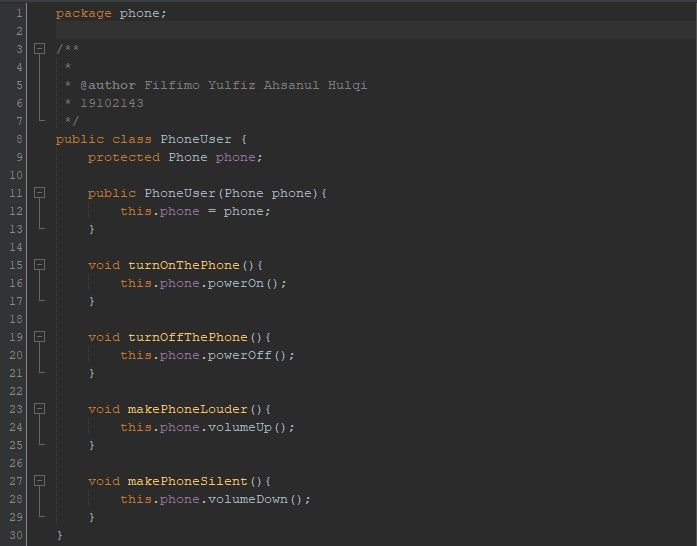 1 package phone;
2
3 /**
4  *
5  * @author Filfimo Yulfiz Ahsanul Hulqi
6  * 19102143
7  */
8 public class PhoneUser {
9     protected Phone phone;
10
11     public PhoneUser(Phone phone){
12         this.phone = phone;
13     }
14
15     void turnOnThePhone(){
16         this.phone.powerOn();
17     }
18
19     void turnOffThePhone(){
20         this.phone.powerOff();
21     }
22
23     void makePhoneLouder(){
24         this.phone.volumeUp();
25     }
26
27     void makePhoneSilent(){
28         this.phone.volumeDown();
29     }
30 }